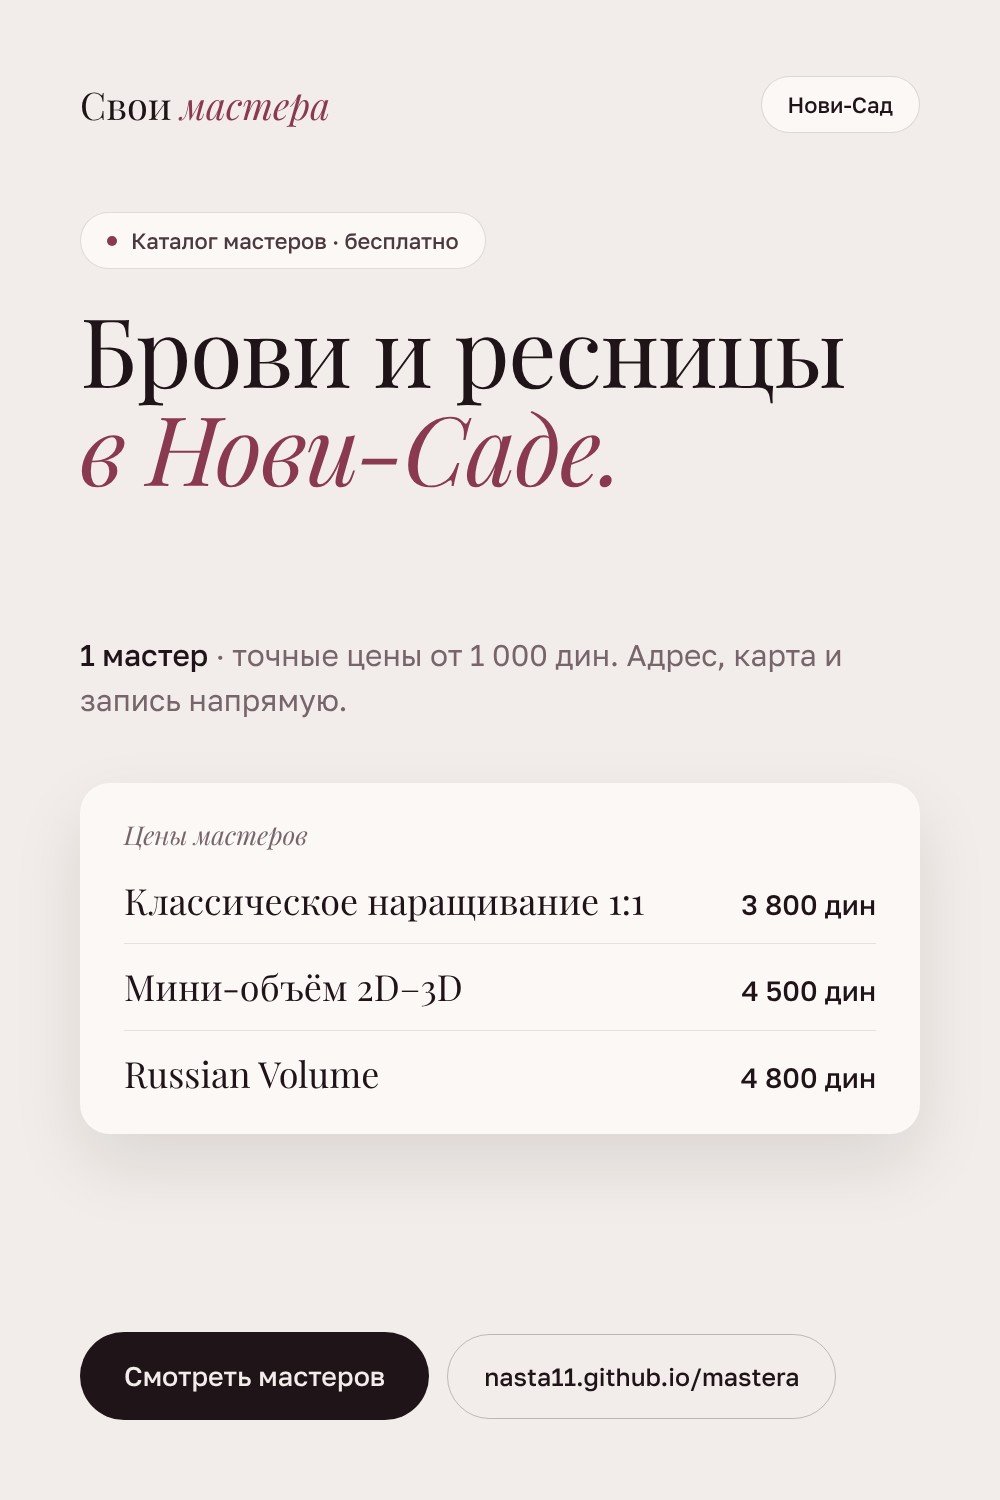 Свои мастера
Нови-Сад
Каталог мастеров · бесплатно
Брови и ресницы
в Нови-Саде.
1 мастер · точные цены от 1 000 дин. Адрес, карта и
запись напрямую.
Цены мастеров
Классическое наращивание 1:1 3 800 дин
Мини-объём 2D–3D 4 500 дин
Russian Volume 4 800 дин
Смотреть мастеров
nasta11.github.io/mastera